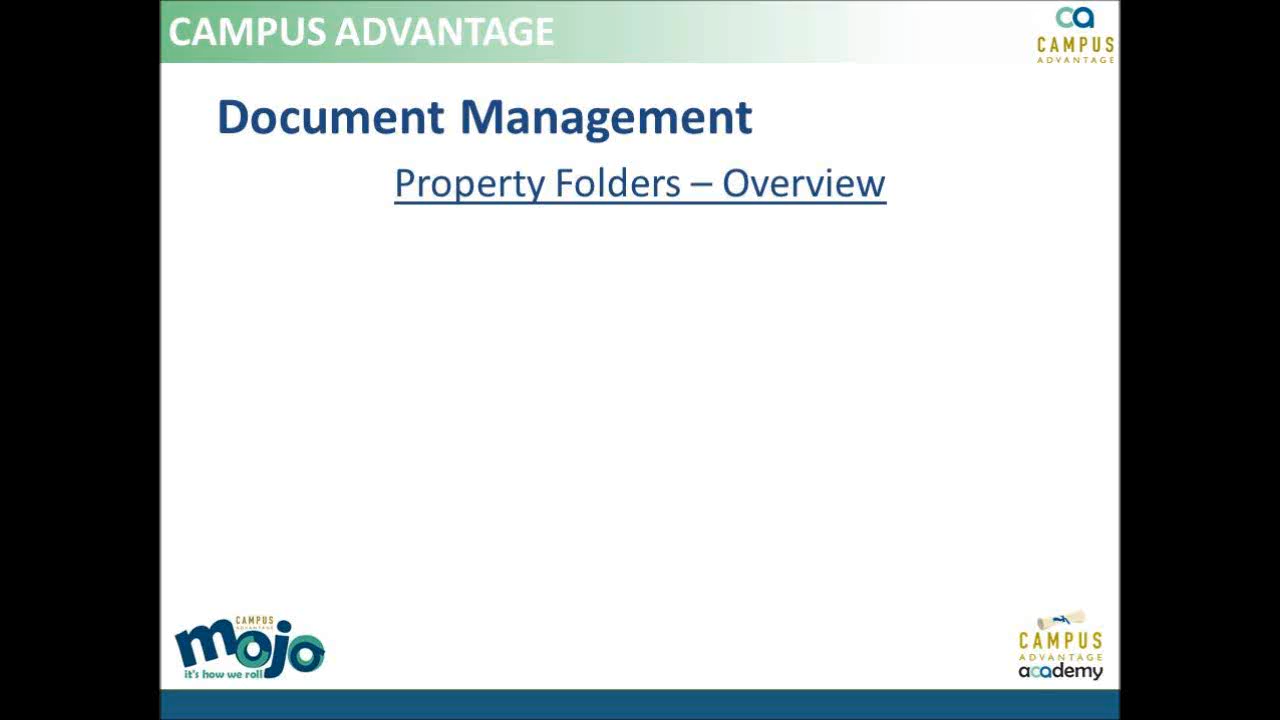 CAMPUS ADVANTAGE
ca
CAMPUS
ADVANTAGE
Document Management
Property Folders – Overview
CAMPUS
ADVANTAGE
mojo
it's how we roll
CAMPUS
ADVANTAGE
academy